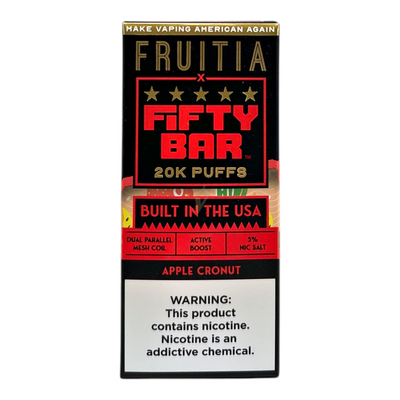 MAKE VAPING AMERICAN AGAIN
FRUITIA
X
FiFTY
BAR™
20K PUFFS
BUILT IN THE USA
DUAL PARALLEL MESH COIL
ACTIVE BOOST
5% NIC SALT
APPLE CRONUT
WARNING:
This product
contains nicotine.
Nicotine is an
addictive chemical.